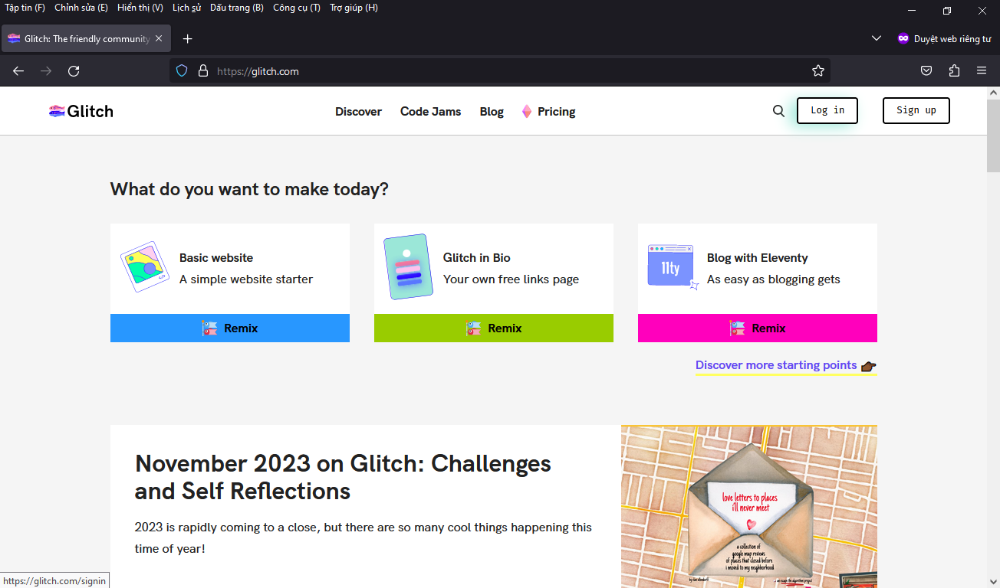 Tập tin (F) Chỉnh sửa (E) Hiển thị (V) Lịch sử Dấu trang (B) Công cụ (T) Trợ giúp (H)
Glitch: The friendly community
Duyệt web riêng tư
https://glitch.com
Glitch Discover Code Jams Blog Pricing Log in Sign up
What do you want to make today?
Basic website
A simple website starter
Remix
Glitch in Bio
Your own free links page
Remix
11ty
Blog with Eleventy
As easy as blogging gets
Remix
Discover more starting points
November 2023 on Glitch: Challenges
and Self Reflections
2023 is rapidly coming to a close, but there are so many cool things happening this
time of year!
love letters to places
i'll never meet
a collection of
google map reviews
of places that closed before
i moved to my neighborhood
https://glitch.com/signin